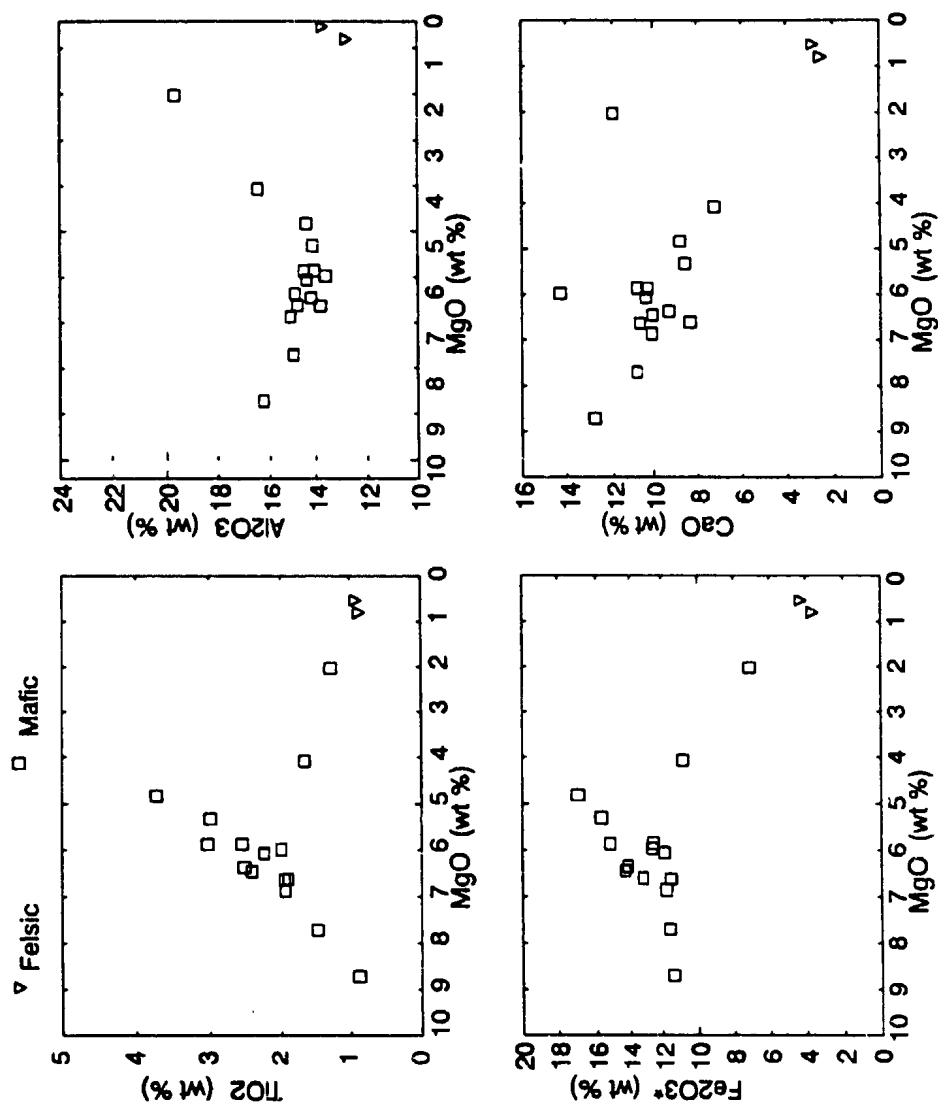 ▿ Felsic □ Mafic
5 4 3 2 1 0
TiO2 (wt %)
10 9 8 7 6 5 4 3 2 1 0
MgO (wt %)
24 22 20 18 16 14 12 10
Al2O3 (wt %)
10 9 8 7 6 5 4 3 2 1 0
MgO (wt %)
20 18 16 14 12 10 8 6 4 2 0
Fe2O3* (wt %)
10 9 8 7 6 5 4 3 2 1 0
MgO (wt %)
16 14 12 10 8 6 4 2 0
CaO (wt %)
10 9 8 7 6 5 4 3 2 1 0
MgO (wt %)